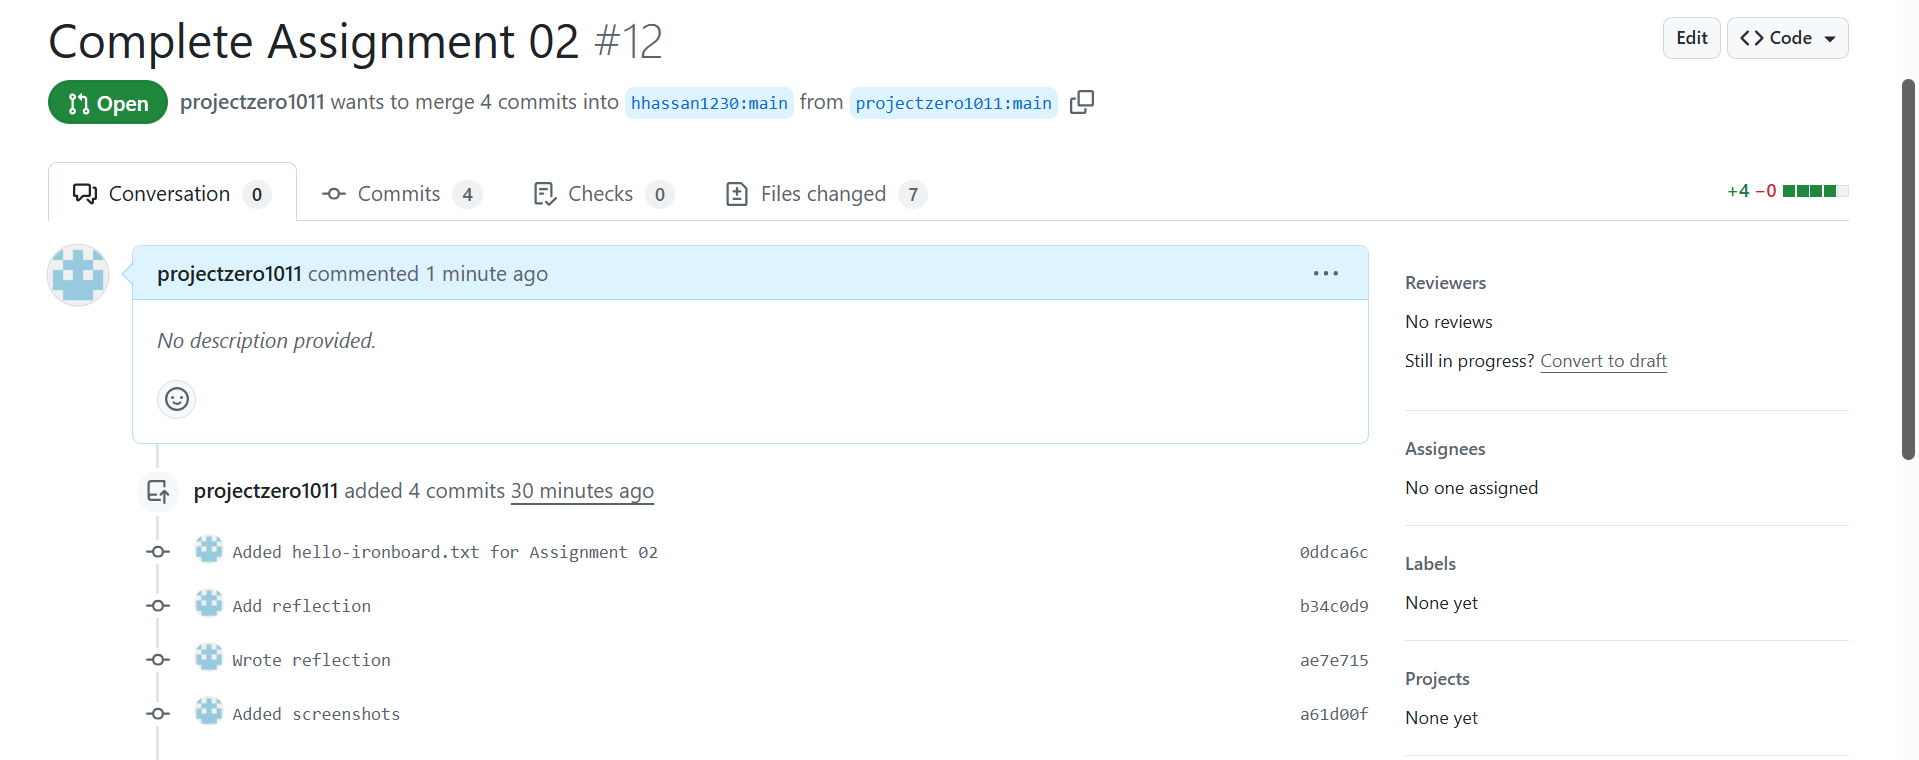 Complete Assignment 02 #12
Edit
Code
Open
projectzero1011 wants to merge 4 commits into hhassan1230:main from projectzero1011:main
Conversation 0
Commits 4
Checks 0
Files changed 7
+4 −0
projectzero1011 commented 1 minute ago
No description provided.
projectzero1011 added 4 commits 30 minutes ago
Added hello-ironboard.txt for Assignment 02 0ddca6c
Add reflection b34c0d9
Wrote reflection ae7e715
Added screenshots a61d00f
Reviewers
No reviews
Still in progress? Convert to draft
Assignees
No one assigned
Labels
None yet
Projects
None yet